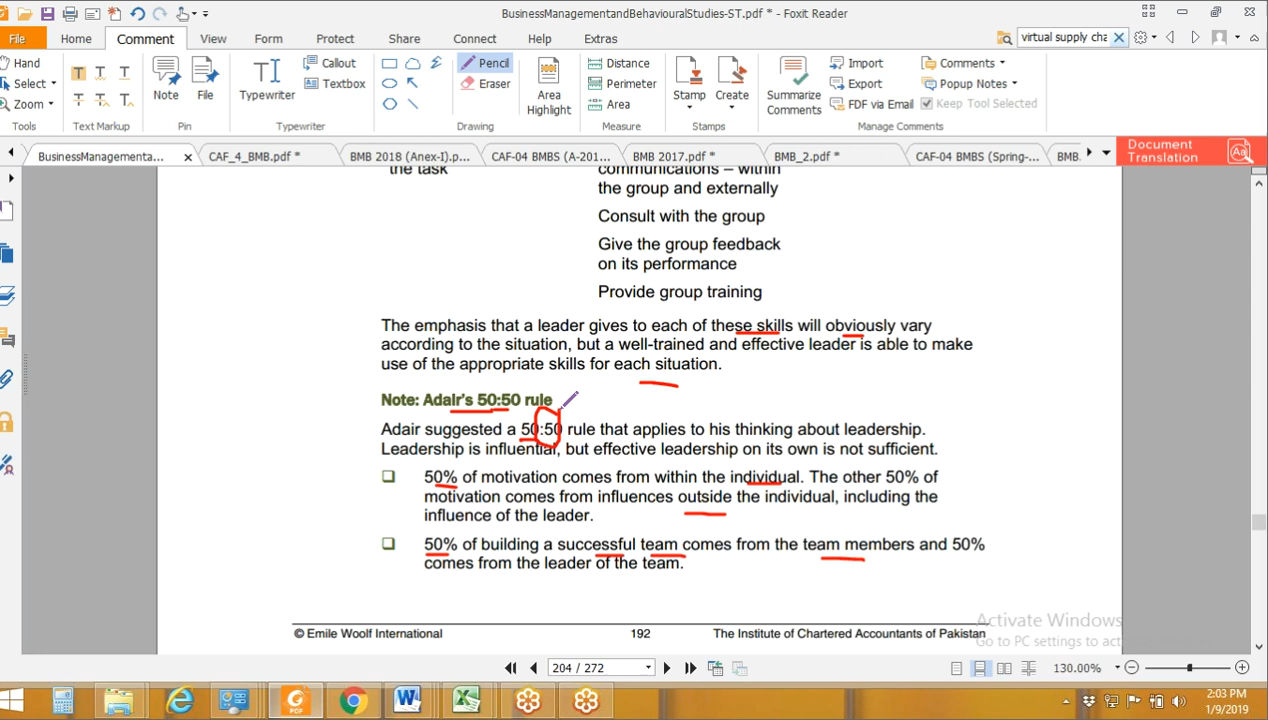 BusinessManagementandBehaviouralStudies-ST.pdf * - Foxit Reader
File Home Comment View Form Protect Share Connect Help Extras virtual supply cha
Hand
Select
Zoom
Tools
T T T
T T T
Text Markup
Note File
Pin
Typewriter
Callout
Textbox
Typewriter
Pencil
Eraser
Area
Highlight
Drawing
Distance
Perimeter
Area
Measure
Stamp Create
Stamps
Summarize
Comments
Import
Export
FDF via Email
Comments
Popup Notes
Keep Tool Selected
Manage Comments
BusinessManagementa... CAF_4_BMB.pdf * BMB 2018 (Anex-I).p... CAF-04 BMBS (A-201... BMB 2017.pdf * BMB_2.pdf * CAF-04 BMBS (Spring-... BMB.
Document
Translation
the task
communications – within
the group and externally
Consult with the group
Give the group feedback
on its performance
Provide group training
The emphasis that a leader gives to each of these skills will obviously vary
according to the situation, but a well-trained and effective leader is able to make
use of the appropriate skills for each situation.
Note: Adair's 50:50 rule
Adair suggested a 50:50 rule that applies to his thinking about leadership.
Leadership is influential, but effective leadership on its own is not sufficient.
50% of motivation comes from within the individual. The other 50% of
motivation comes from influences outside the individual, including the
influence of the leader.
50% of building a successful team comes from the team members and 50%
comes from the leader of the team.
© Emile Woolf International 192 The Institute of Chartered Accountants of Pakistan
Activate Windows
Go to PC settings to act
204 / 272
130.00%
2:03 PM
1/9/2019